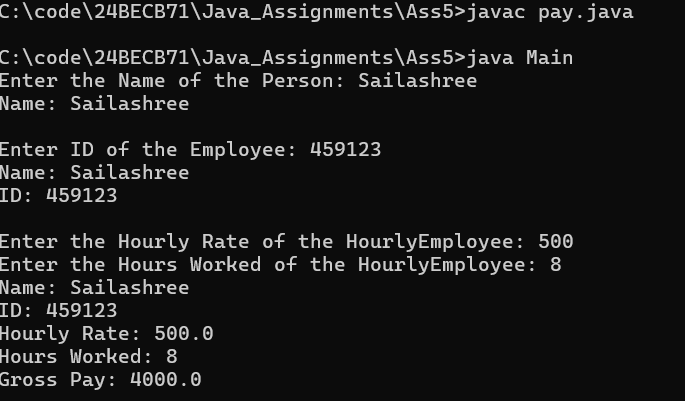 C:\code\24BECB71\Java_Assignments\Ass5>javac pay.java
C:\code\24BECB71\Java_Assignments\Ass5>java Main
Enter the Name of the Person: Sailashree
Name: Sailashree
Enter ID of the Employee: 459123
Name: Sailashree
ID: 459123
Enter the Hourly Rate of the HourlyEmployee: 500
Enter the Hours Worked of the HourlyEmployee: 8
Name: Sailashree
ID: 459123
Hourly Rate: 500.0
Hours Worked: 8
Gross Pay: 4000.0